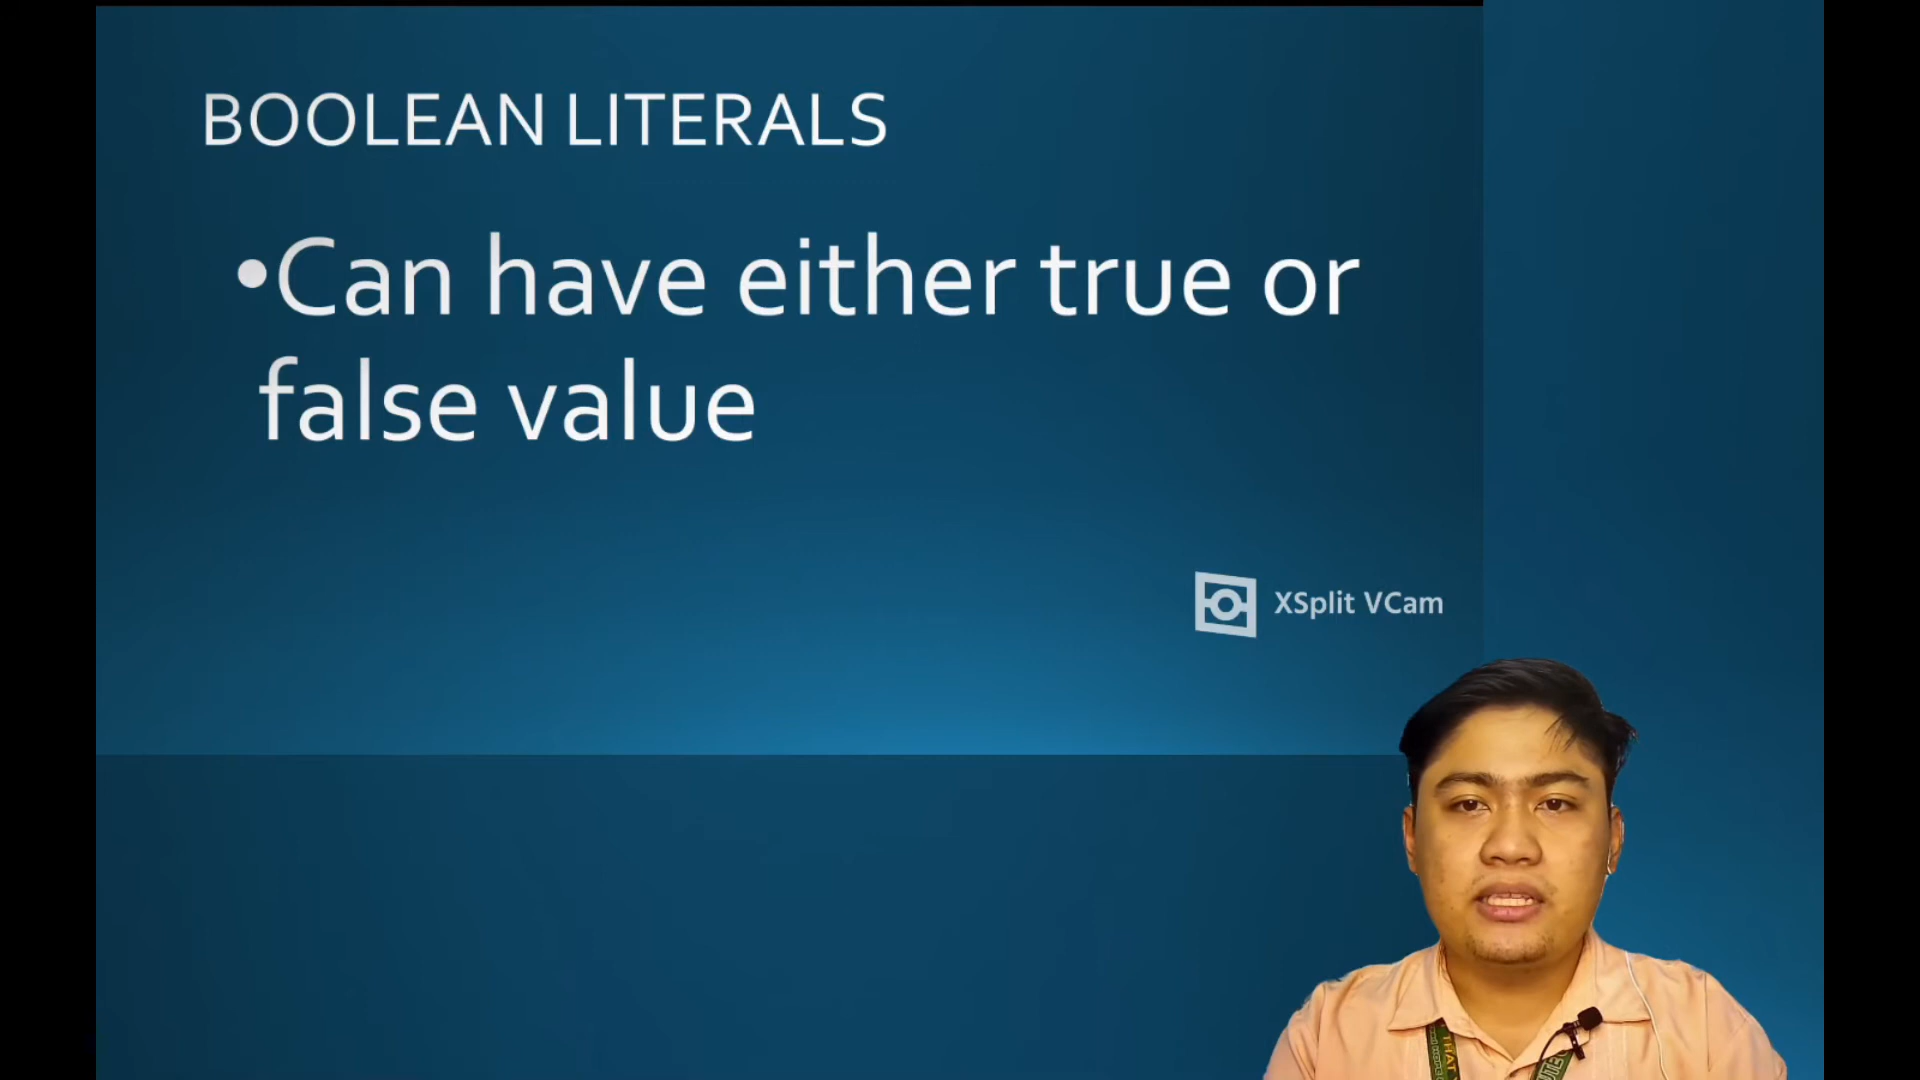 BOOLEAN LITERALS
•Can have either true or
false value
XSplit VCam